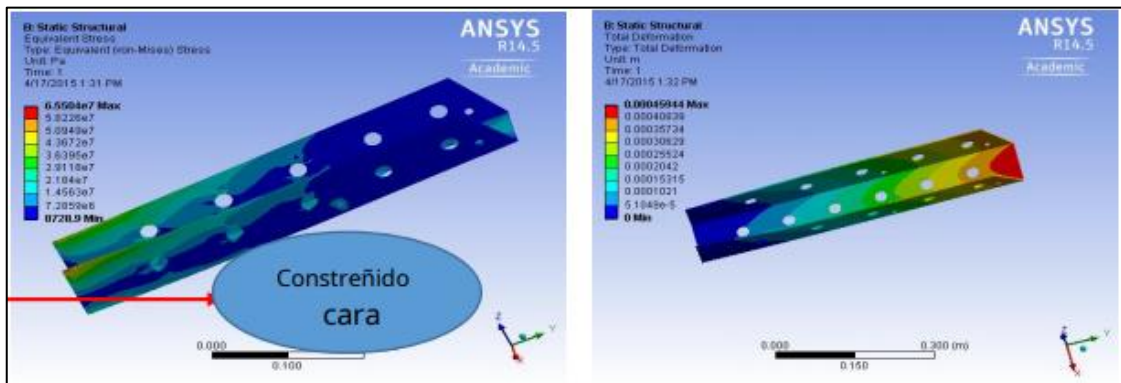 B: Static Structural
Equivalent Stress
Type: Equivalent (von-Mises) Stress
Unit: Pa
Time: 1
4/17/2015 1:31 PM
6.5504e7 Max
5.8226e7
5.0949e7
4.3672e7
3.6395e7
2.9118e7
2.184e7
1.4563e7
7.2859e6
8728.9 Min
ANSYS
R14.5
Academic
Constreñido
cara
0.000
0.100
Z
Y
X
B: Static Structural
Total Deformation
Type: Total Deformation
Unit: m
Time: 1
4/17/2015 1:32 PM
0.00045944 Max
0.00040839
0.00035734
0.00030629
0.00025524
0.0002042
0.00015315
0.0001021
5.1049e-5
0 Min
ANSYS
R14.5
Academic
0.000
0.300 (m)
0.150
Z
Y
X